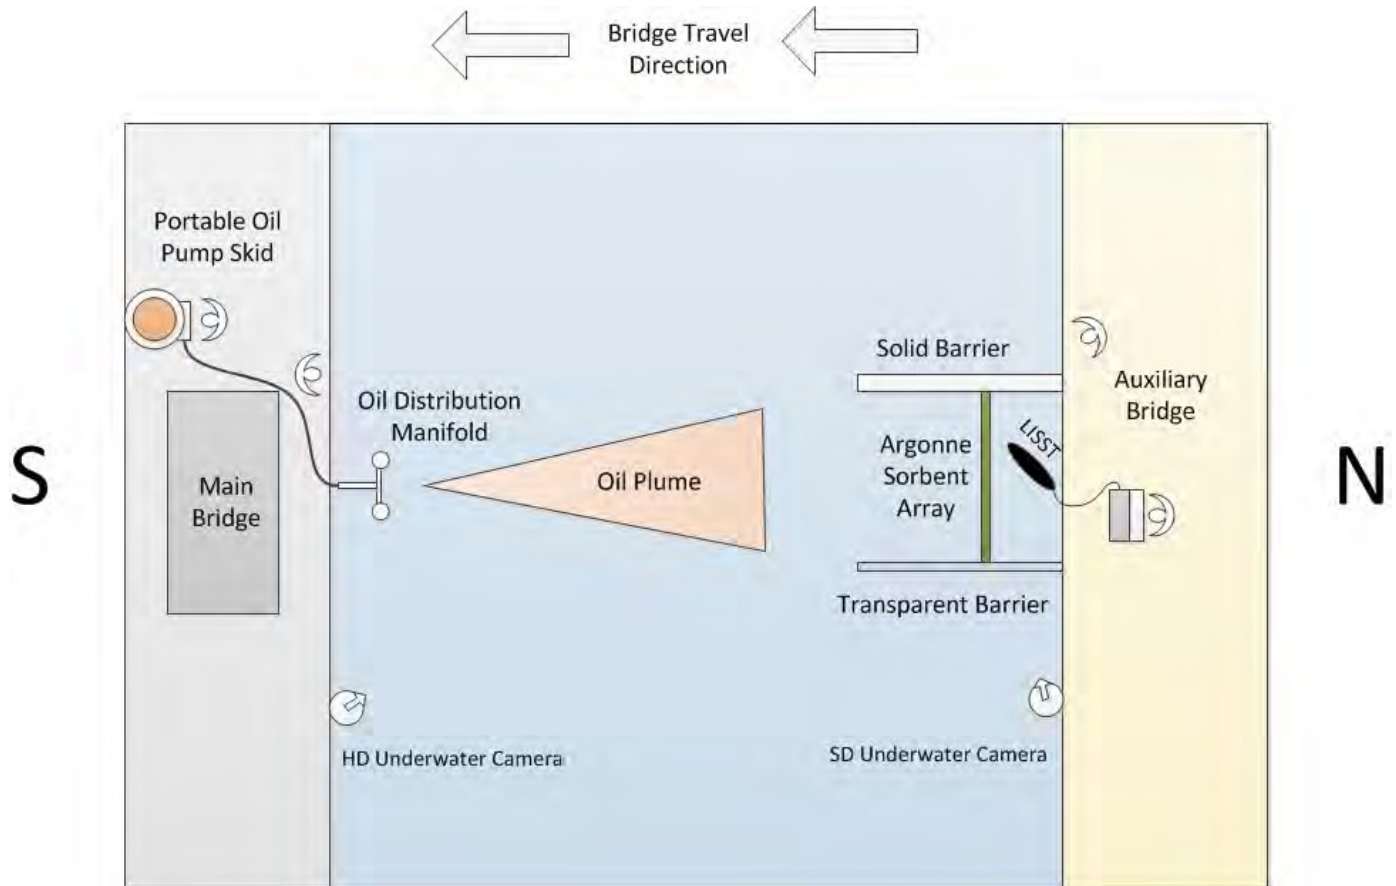 Bridge Travel
Direction
Portable Oil
Pump Skid
Solid Barrier
Auxiliary
Bridge
Oil Distribution
Manifold
S
Main
Bridge
Oil Plume
Argonne
Sorbent
Array
LISST
N
Transparent Barrier
HD Underwater Camera
SD Underwater Camera